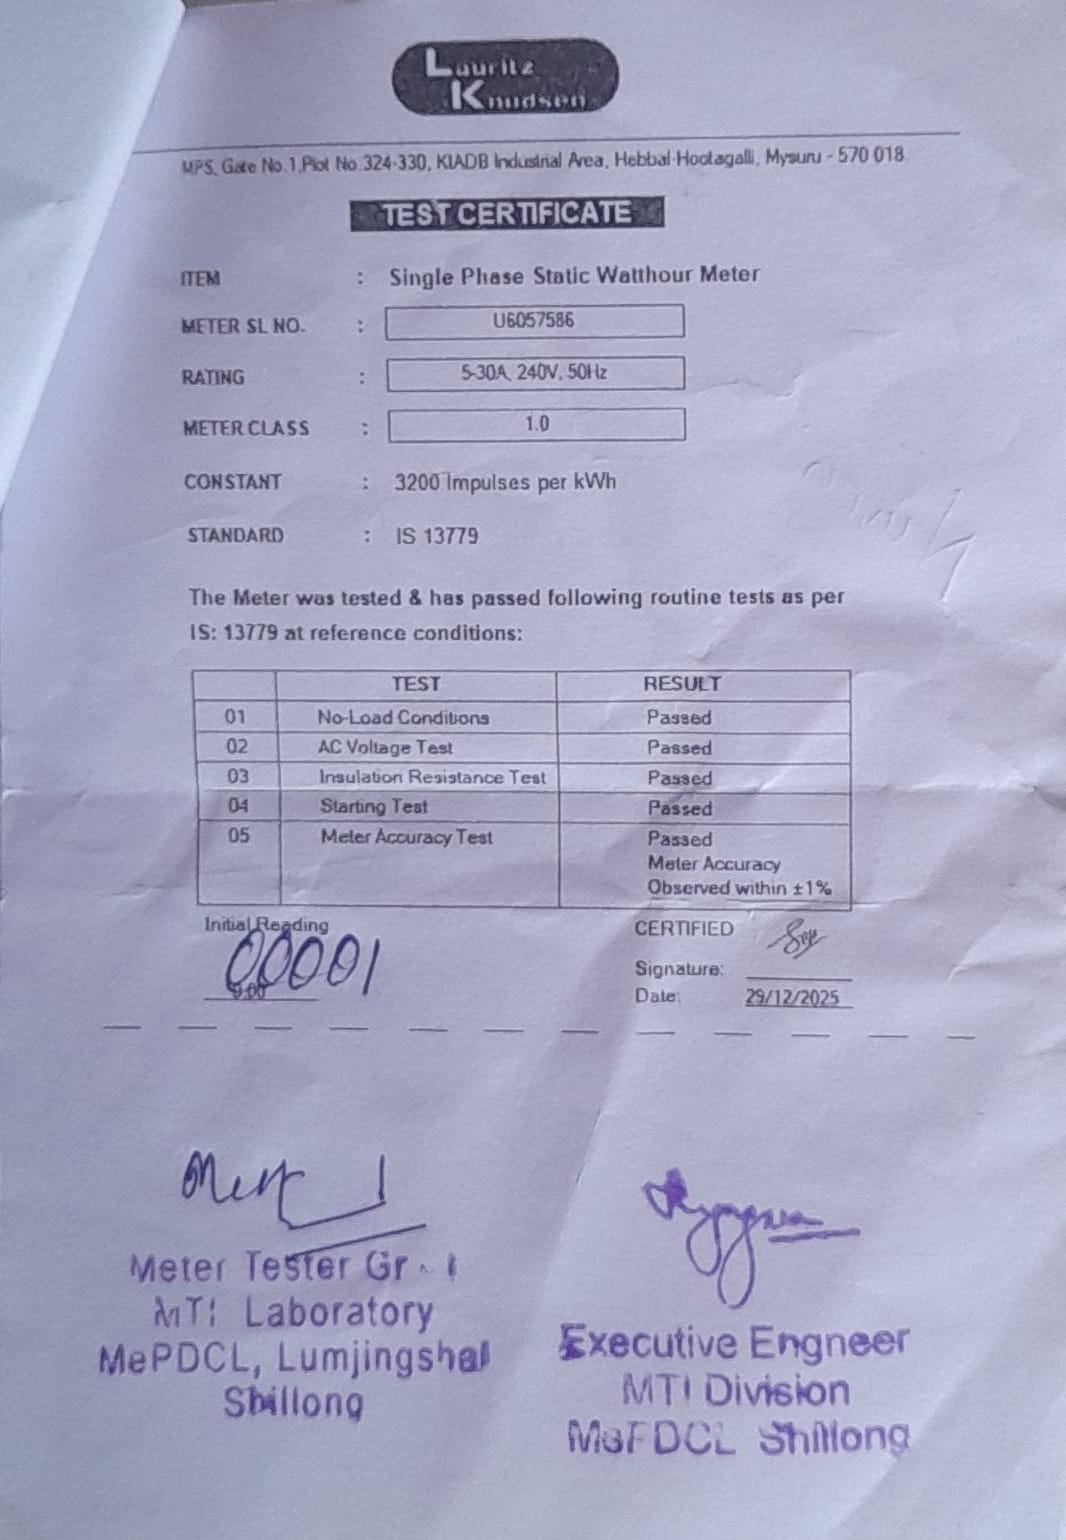 Lauritz
Knudsen
MPS, Gate No.1,Plot No.324-330, KIADB Industrial Area, Hebbal-Hootagalli, Mysuru - 570 018.
TEST CERTIFICATE
ITEM : Single Phase Static Watthour Meter
METER SL NO. : U6057586
RATING : 5-30A, 240V, 50Hz
METER CLASS : 1.0
CONSTANT : 3200 Impulses per kWh
STANDARD : IS 13779
The Meter was tested & has passed following routine tests as per
IS: 13779 at reference conditions:
TEST RESULT
01 No-Load Conditions Passed
02 AC Voltage Test Passed
03 Insulation Resistance Test Passed
04 Starting Test Passed
05 Meter Accuracy Test Passed
Meter Accuracy
Observed within ±1%
Initial Reading
00001
0.00
CERTIFIED
Signature:
Date: 29/12/2025
Meter Tester Gr - I
MTI Laboratory
MePDCL, Lumjingshai
Shillong
Executive Engneer
MTI Division
MePDCL Shillong